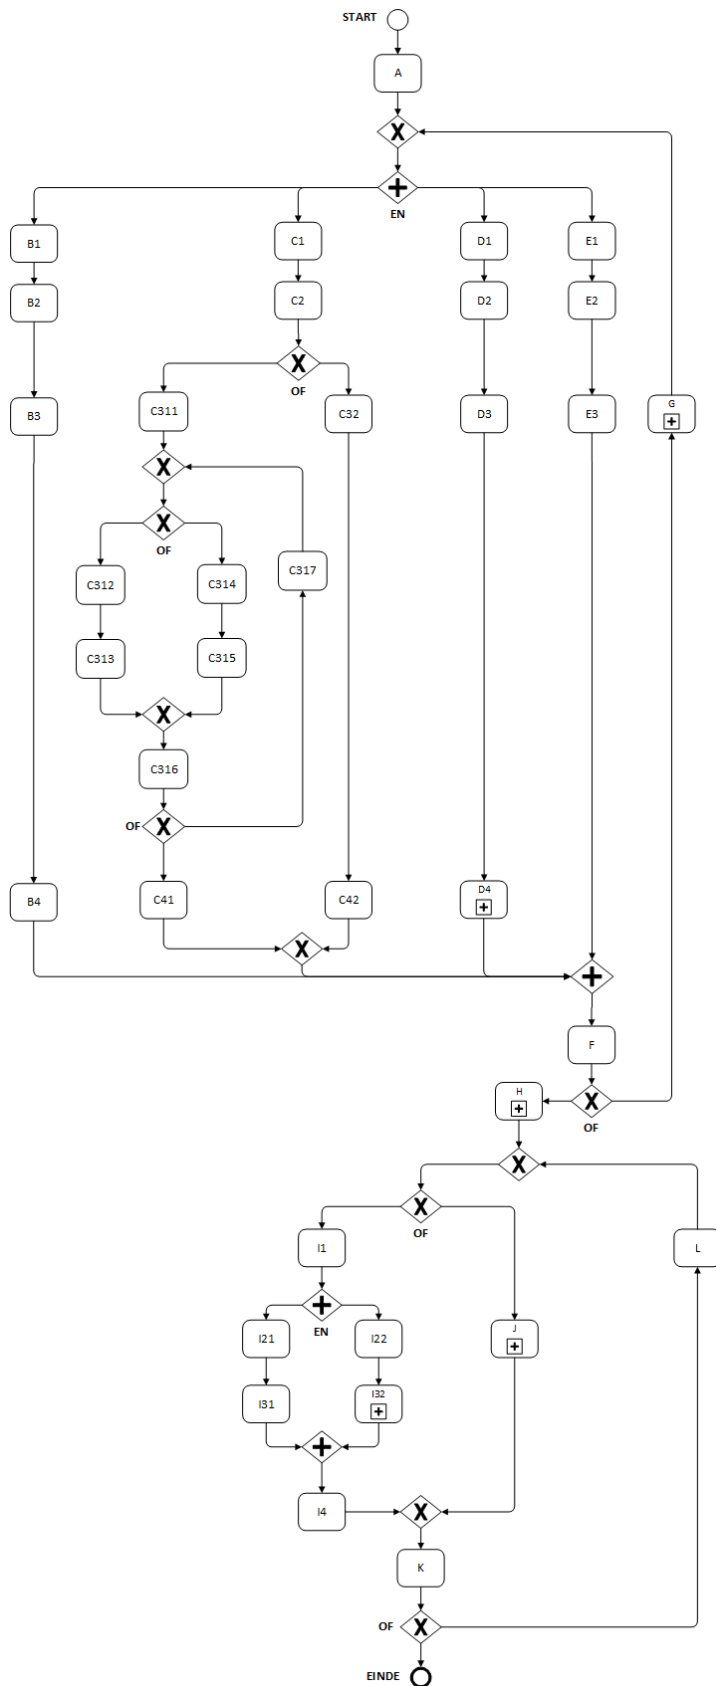 START
A
EN
B1
C1
D1
E1
B2
C2
D2
E2
OF
C311
C32
B3
D3
E3
G
OF
C312
C314
C317
C313
C315
C316
OF
B4
C41
C42
D4
F
H
OF
OF
I1
L
EN
I21
I22
J
I31
I32
I4
K
OF
EINDE